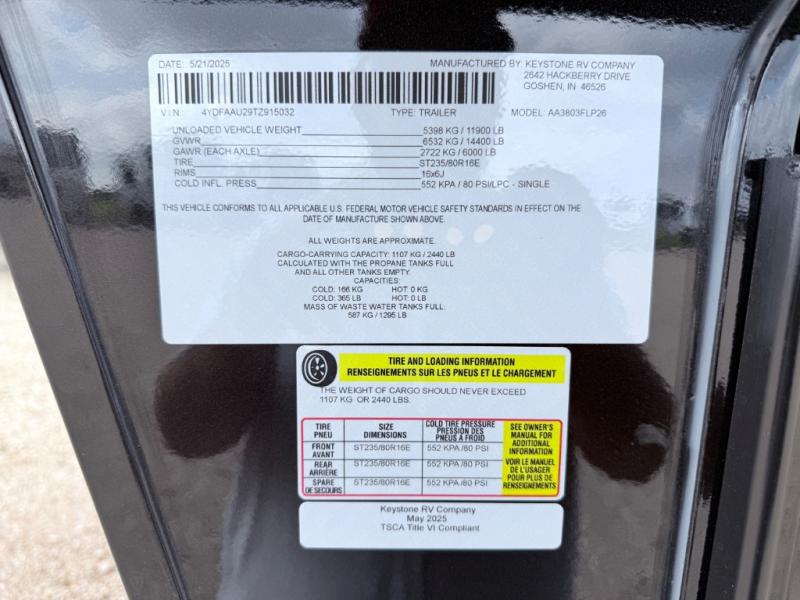 DATE: 5/21/2025 MANUFACTURED BY: KEYSTONE RV COMPANY
2642 HACKBERRY DRIVE
GOSHEN, IN 46526
V.I.N.: 4YDFAAU29TZ915032 TYPE: TRAILER MODEL: AA3803FLP26
UNLOADED VEHICLE WEIGHT 5398 KG / 11900 LB
GVWR 6532 KG / 14400 LB
GAWR (EACH AXLE) 2722 KG / 6000 LB
TIRE ST235/80R16E
RIMS 16x6J
COLD INFL. PRESS 552 KPA / 80 PSI/LPC - SINGLE
THIS VEHICLE CONFORMS TO ALL APPLICABLE U.S. FEDERAL MOTOR VEHICLE SAFETY STANDARDS IN EFFECT ON THE
DATE OF MANUFACTURE SHOWN ABOVE.
ALL WEIGHTS ARE APPROXIMATE.
CARGO-CARRYING CAPACITY: 1107 KG / 2440 LB
CALCULATED WITH THE PROPANE TANKS FULL
AND ALL OTHER TANKS EMPTY.
CAPACITIES:
COLD: 166 KG HOT: 0 KG
COLD: 365 LB HOT: 0 LB
MASS OF WASTE WATER TANKS FULL:
587 KG / 1295 LB
TIRE AND LOADING INFORMATION
RENSEIGNEMENTS SUR LES PNEUS ET LE CHARGEMENT
THE WEIGHT OF CARGO SHOULD NEVER EXCEED
1107 KG OR 2440 LBS.
TIRE
PNEU
SIZE
DIMENSIONS
COLD TIRE PRESSURE
PRESSION DES
PNEUS A FROID
FRONT
AVANT
ST235/80R16E
552 KPA /80 PSI
REAR
ARRIÈRE
ST235/80R16E
552 KPA /80 PSI
SPARE
DE SECOURS
ST235/80R16E
552 KPA /80 PSI
SEE OWNER'S
MANUAL FOR
ADDITIONAL
INFORMATION
VOIR LE MANUEL
DE L'USAGER
POUR PLUS DE
RENSEIGNEMENTS
Keystone RV Company
May 2025
TSCA Title VI Compliant